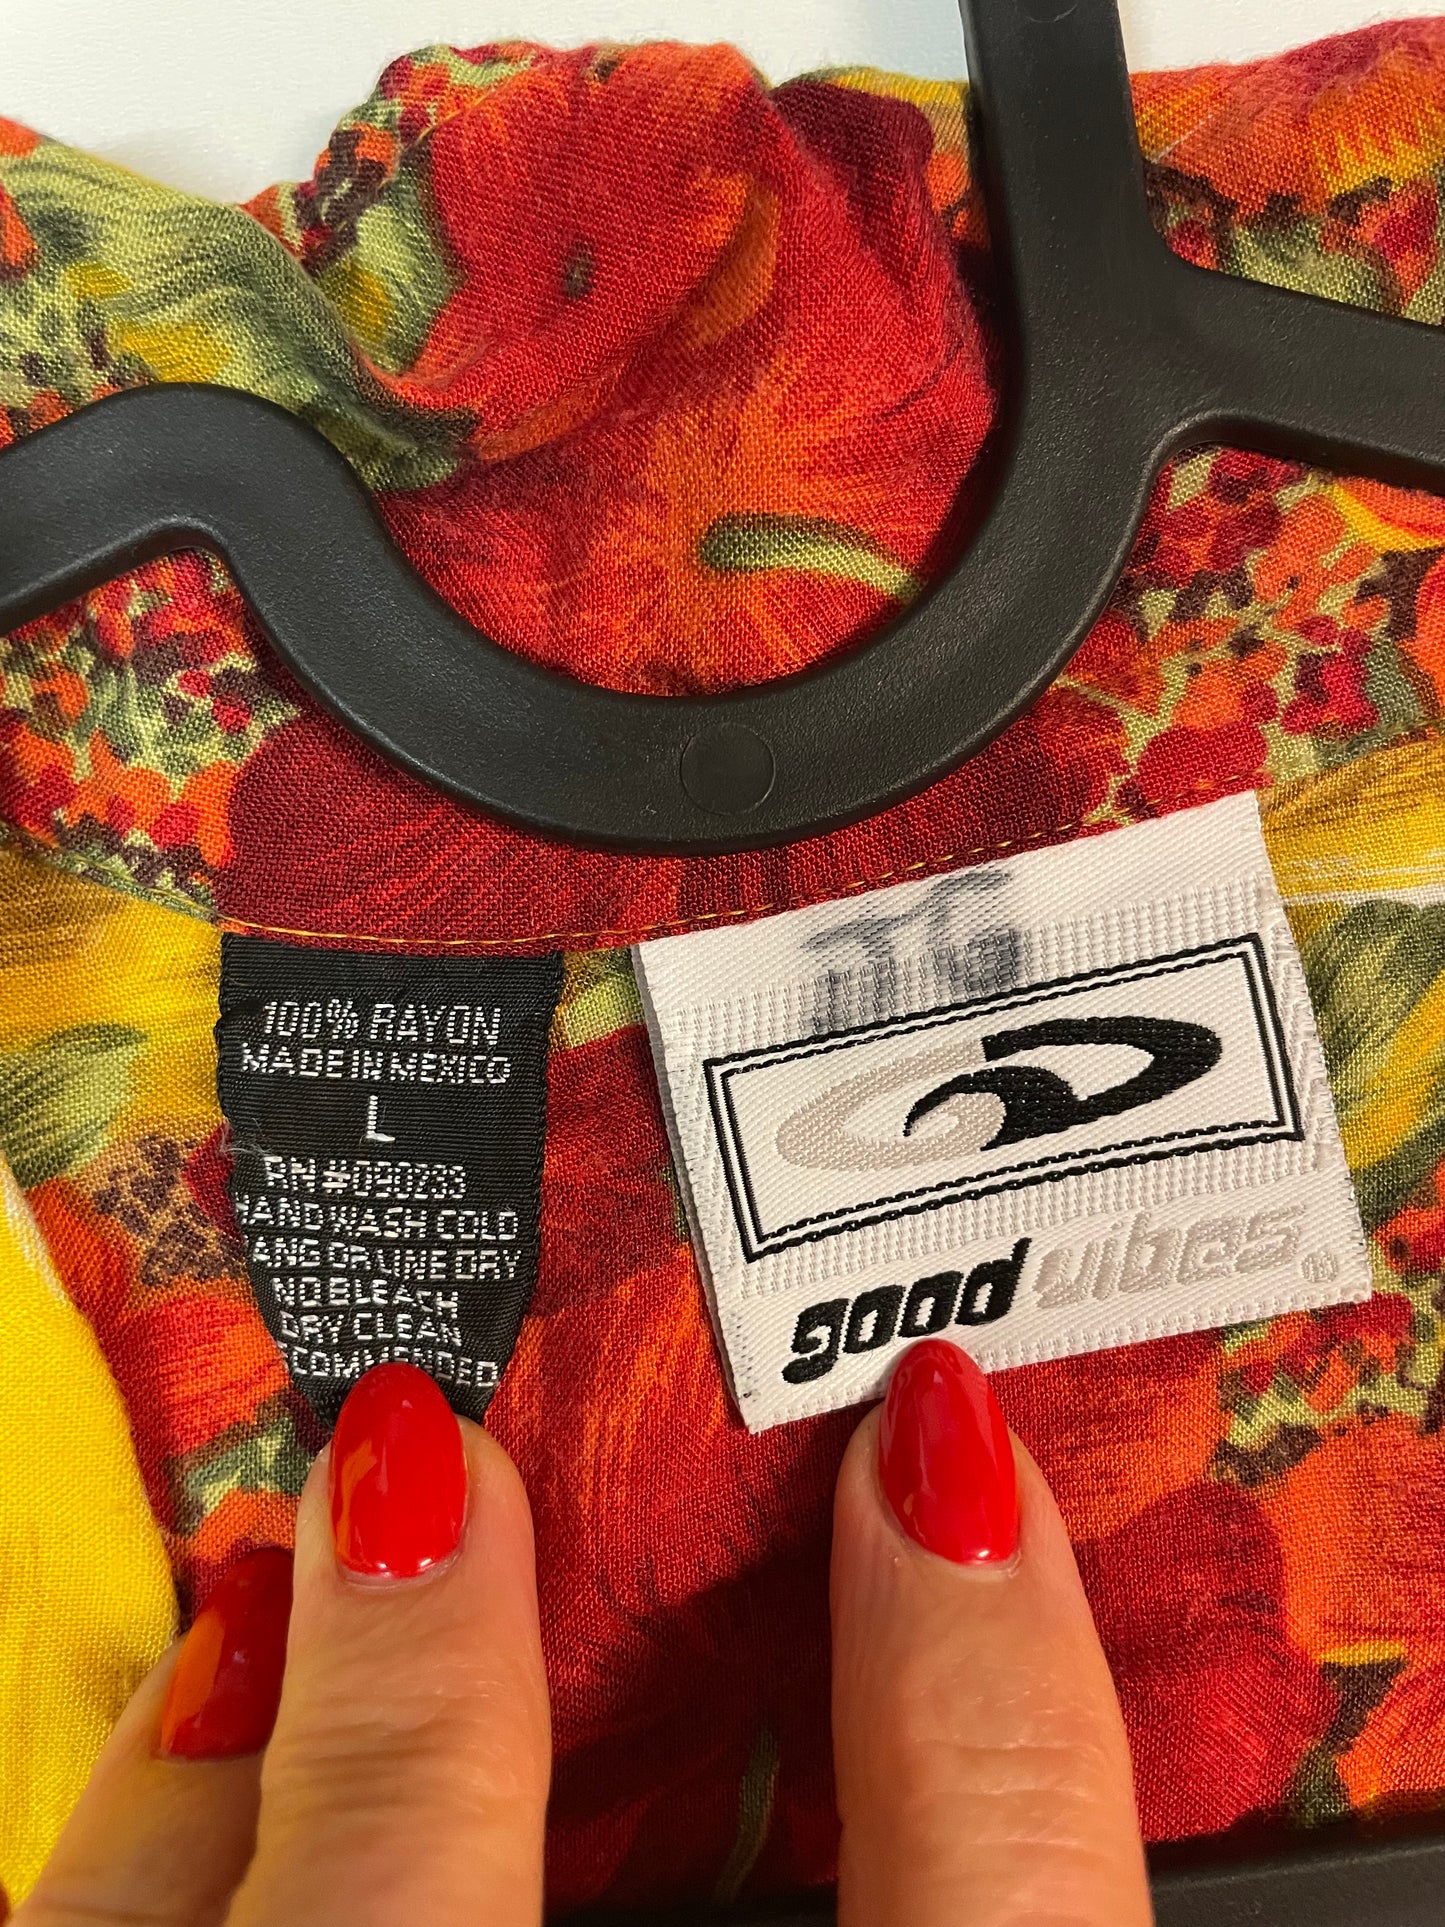 100% RAYON
MADE IN MEXICO
L
RN #090233
HAND WASH COLD
HANG OR LINE DRY
NO BLEACH
DRY CLEAN
RECOMMENDED
good vibes®